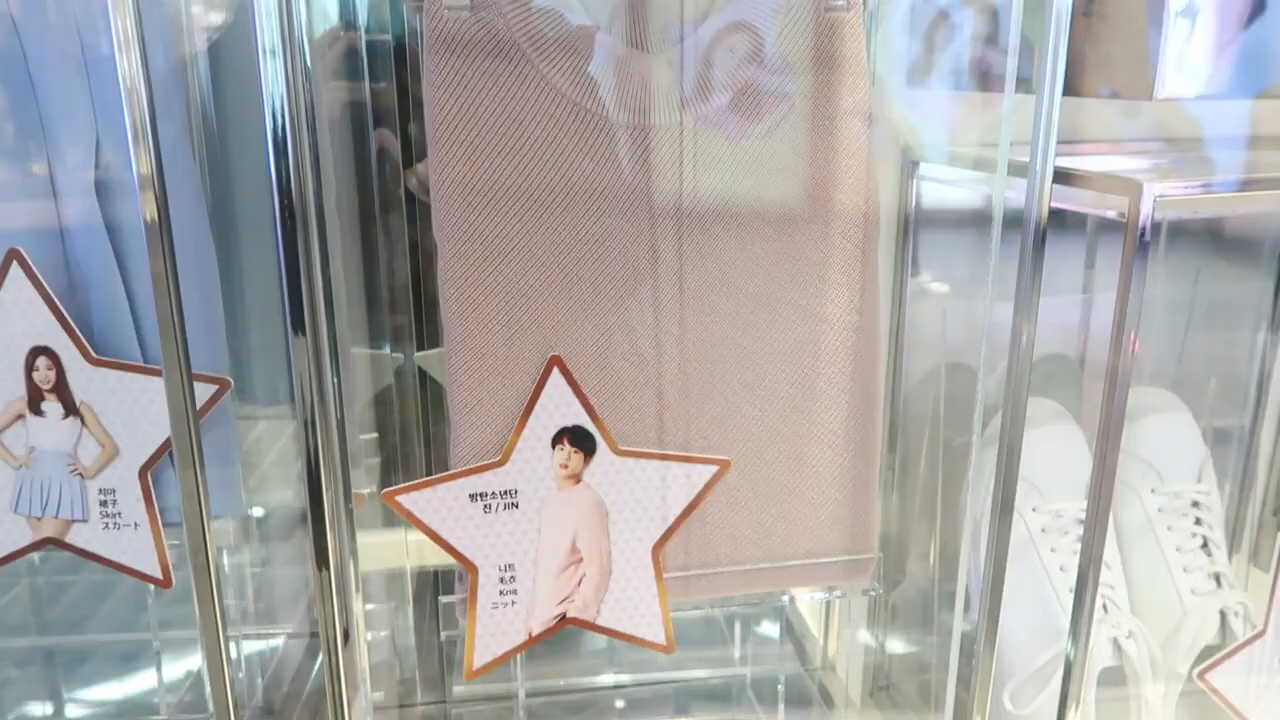 치마
裙子
Skirt
スカート
방탄소년단
진 / JIN
니트
毛衣
Knit
ニット